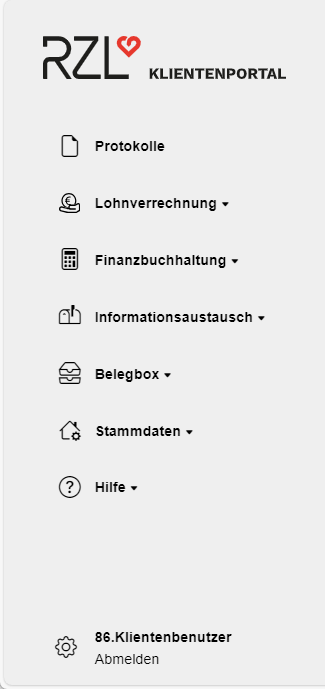 RZL KLIENTENPORTAL
Protokolle
Lohnverrechnung
Finanzbuchhaltung
Informationsaustausch
Belegbox
Stammdaten
Hilfe
86.Klientenbenutzer
Abmelden